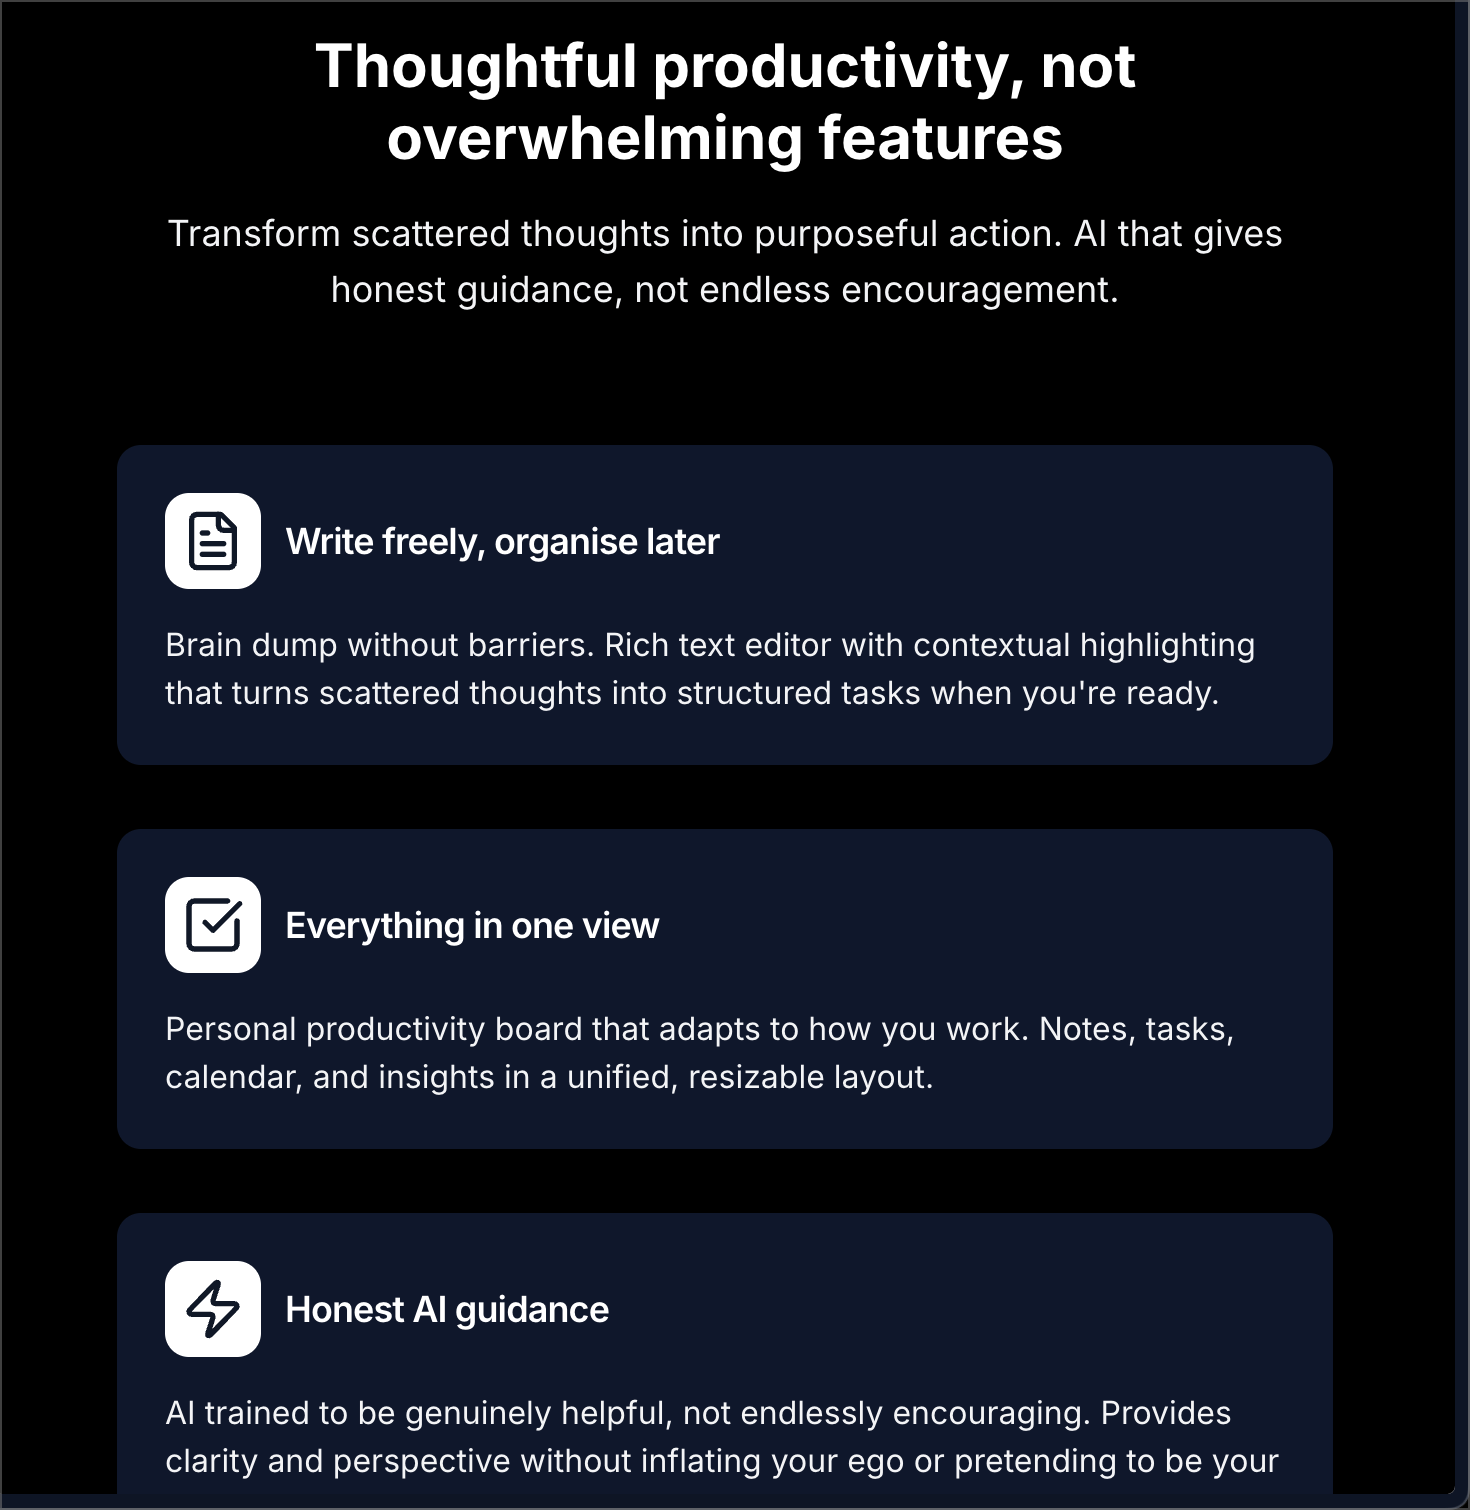 Thoughtful productivity, not
overwhelming features
Transform scattered thoughts into purposeful action. AI that gives
honest guidance, not endless encouragement.
Write freely, organise later
Brain dump without barriers. Rich text editor with contextual highlighting
that turns scattered thoughts into structured tasks when you're ready.
Everything in one view
Personal productivity board that adapts to how you work. Notes, tasks,
calendar, and insights in a unified, resizable layout.
Honest AI guidance
AI trained to be genuinely helpful, not endlessly encouraging. Provides
clarity and perspective without inflating your ego or pretending to be your